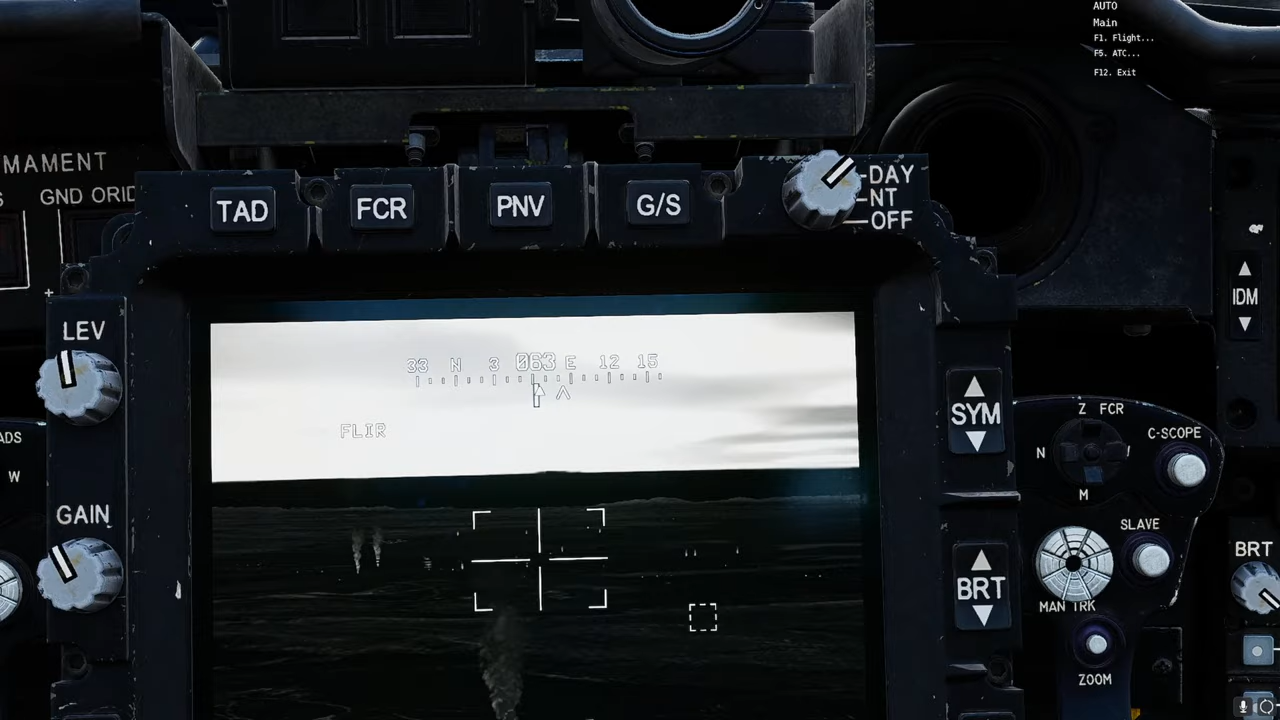 AUTO
Main
F1. Flight...
F5. ATC...
F12. Exit
MAMENT
GND ORID
TAD
FCR
PNV
G/S
DAY
NT
OFF
IDM
LEV
33 N 3 063 E 12 15
FLIR
SYM
Z FCR
C-SCOPE
N
M
ADS
W
GAIN
SLAVE
BRT
BRT
MAN TRK
ZOOM